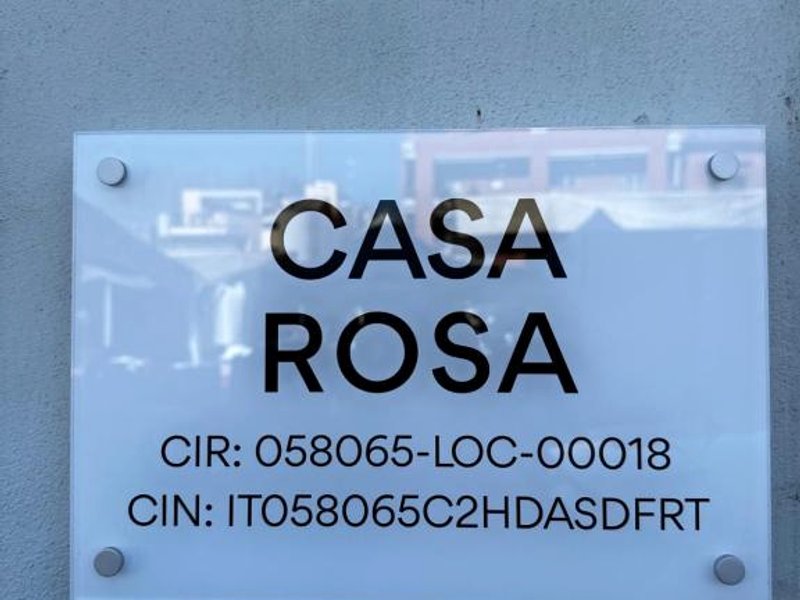 CASA
ROSA
CIR: 058065-LOC-00018
CIN: IT058065C2HDASDFRT